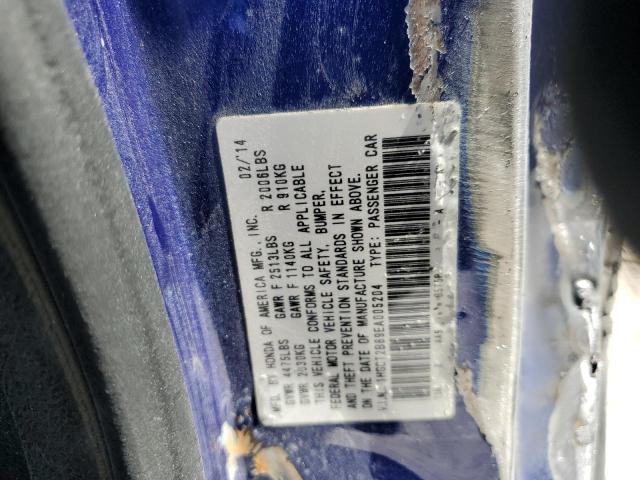 MFD. BY HONDA OF AMERICA MFG., INC. 02/'14
GVWR 4475LBS GAWR F 2513LBS R 2006LBS
GVWR 2030KG GAWR F 1140KG R 910KG
THIS VEHICLE CONFORMS TO ALL APPLICABLE
FEDERAL MOTOR VEHICLE SAFETY, BUMPER,
AND THEFT PREVENTION STANDARDS IN EFFECT
ON THE DATE OF MANUFACTURE SHOWN ABOVE.
V.I.N. TYPE: PASSENGER CAR